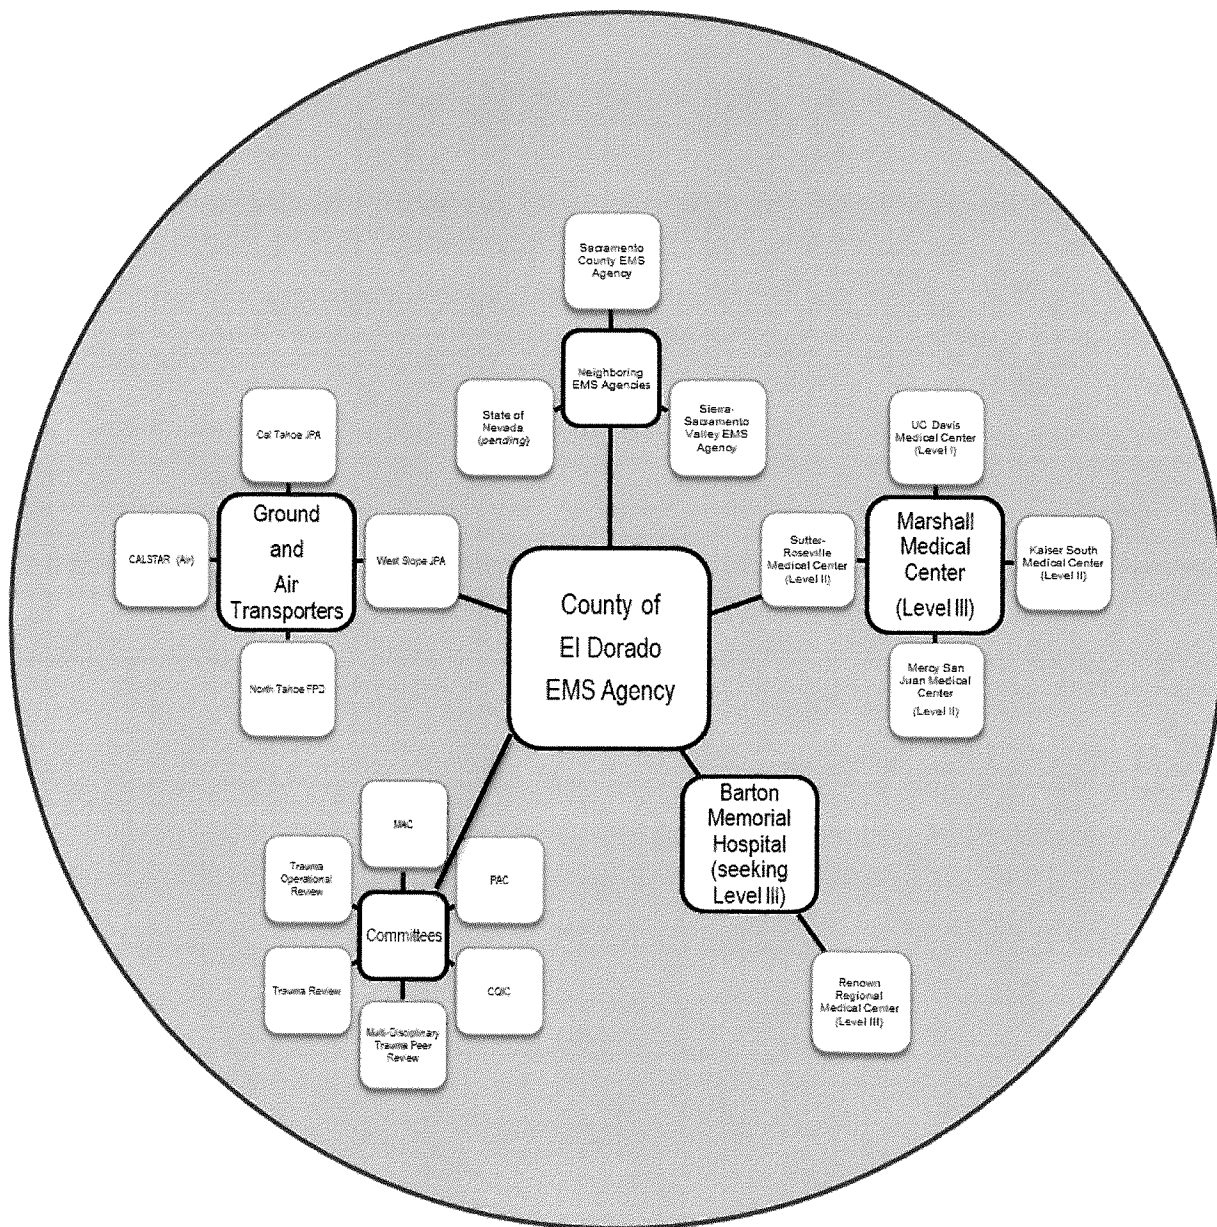 Sacramento
County EMS
Agency
Neighboring
EMS Agencies
State of
Nevada
(pending)
Sierra-
Sacramento
Valley EMS
Agency
Cal Tahoe JPA
Ground
and
Air
Transporters
CALSTAR (Air)
West Slope JPA
North Tahoe FPD
UC Davis
Medical Center
(Level I)
Sutter-
Roseville
Medical Center
(Level II)
Marshall
Medical
Center
(Level III)
Kaiser South
Medical Center
(Level II)
Mercy San
Juan Medical
Center
(Level II)
County of
El Dorado
EMS Agency
Barton
Memorial
Hospital
(seeking
Level III)
Renown
Regional
Medical Center
(Level III)
MAC
Trauma
Operational
Review
PAC
Committees
Trauma Review
CQIC
Multi-Disciplinary
Trauma Peer
Review